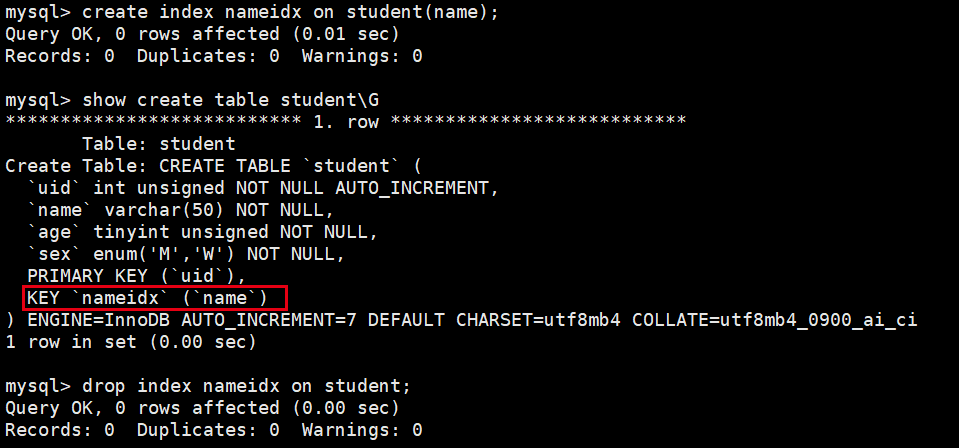 mysql> create index nameidx on student(name);
Query OK, 0 rows affected (0.01 sec)
Records: 0  Duplicates: 0  Warnings: 0

mysql> show create table student\G
*************************** 1. row ***************************
       Table: student
Create Table: CREATE TABLE `student` (
  `uid` int unsigned NOT NULL AUTO_INCREMENT,
  `name` varchar(50) NOT NULL,
  `age` tinyint unsigned NOT NULL,
  `sex` enum('M','W') NOT NULL,
  PRIMARY KEY (`uid`),
  KEY `nameidx` (`name`)
) ENGINE=InnoDB AUTO_INCREMENT=7 DEFAULT CHARSET=utf8mb4 COLLATE=utf8mb4_0900_ai_ci
1 row in set (0.00 sec)

mysql> drop index nameidx on student;
Query OK, 0 rows affected (0.00 sec)
Records: 0  Duplicates: 0  Warnings: 0